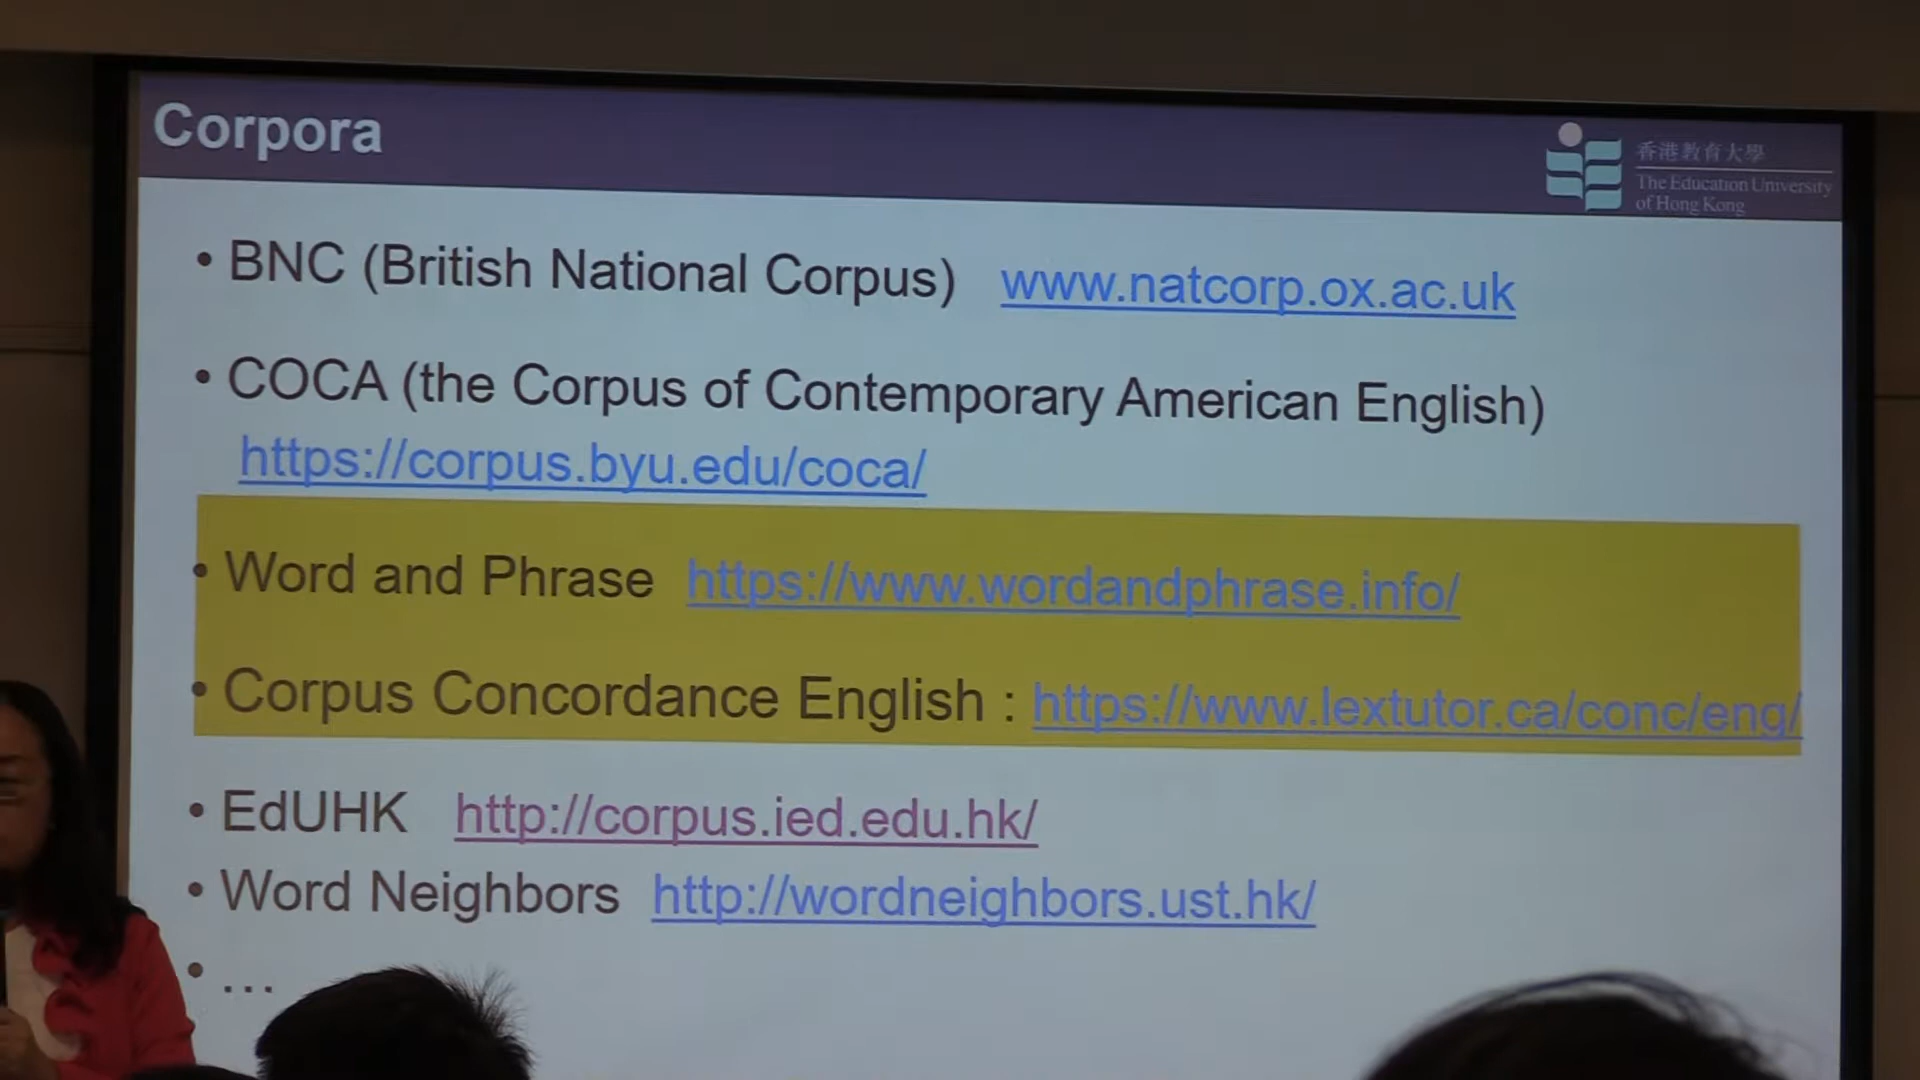 Corpora
香港教育大學
The Education University
of Hong Kong
• BNC (British National Corpus) www.natcorp.ox.ac.uk
• COCA (the Corpus of Contemporary American English)
https://corpus.byu.edu/coca/
• Word and Phrase https://www.wordandphrase.info/
• Corpus Concordance English : https://www.lextutor.ca/conc/eng/
• EdUHK http://corpus.ied.edu.hk/
• Word Neighbors http://wordneighbors.ust.hk/
• ...